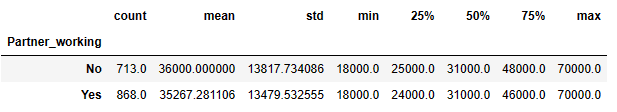 count mean std min 25% 50% 75% max
Partner_working
No 713.0 36000.000000 13817.734086 18000.0 25000.0 31000.0 48000.0 70000.0
Yes 868.0 35267.281106 13479.532555 18000.0 24000.0 31000.0 46000.0 70000.0